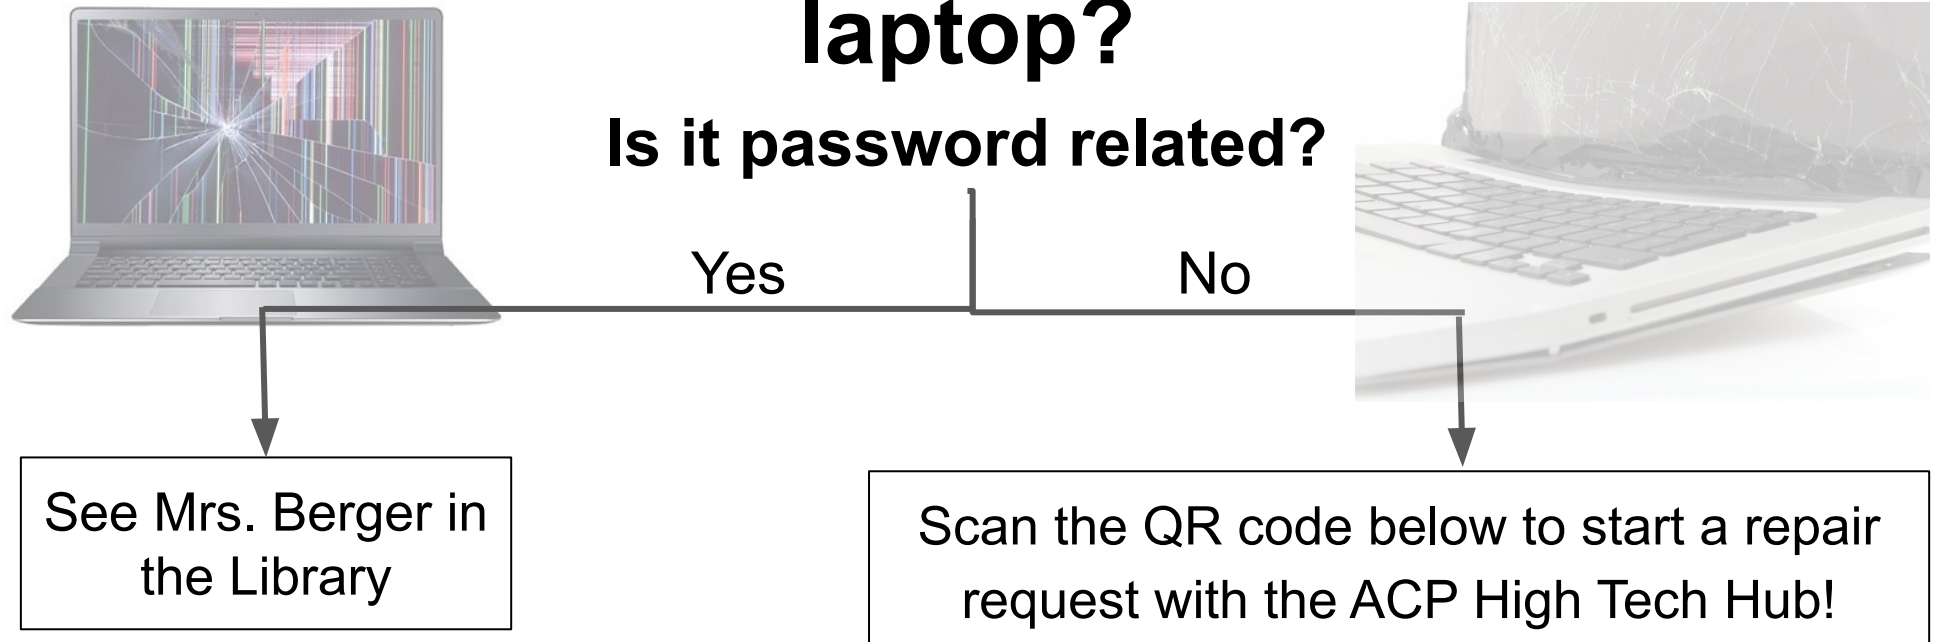 laptop?
Is it password related?
Yes
No
See Mrs. Berger in
the Library
Scan the QR code below to start a repair
request with the ACP High Tech Hub!